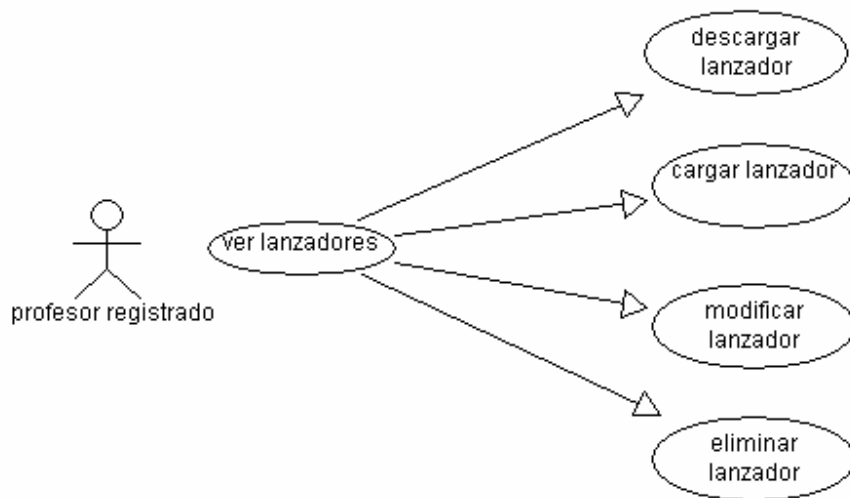 descargar
lanzador
cargar lanzador
ver lanzadores
profesor registrado
modificar
lanzador
eliminar
lanzador